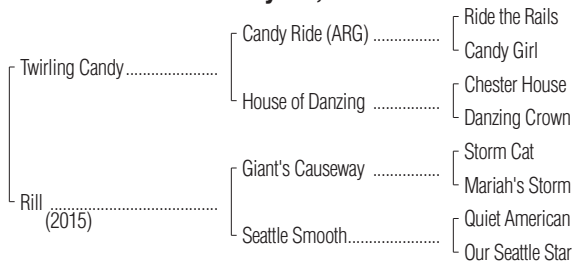 Ride the Rails
Candy Ride (ARG) ................
Candy Girl
Twirling Candy ......................
Chester House
House of Danzing ................
Danzing Crown
Storm Cat
Giant's Causeway ................
Mariah's Storm
Rill ........................................
(2015)
Quiet American
Seattle Smooth......................
Our Seattle Star